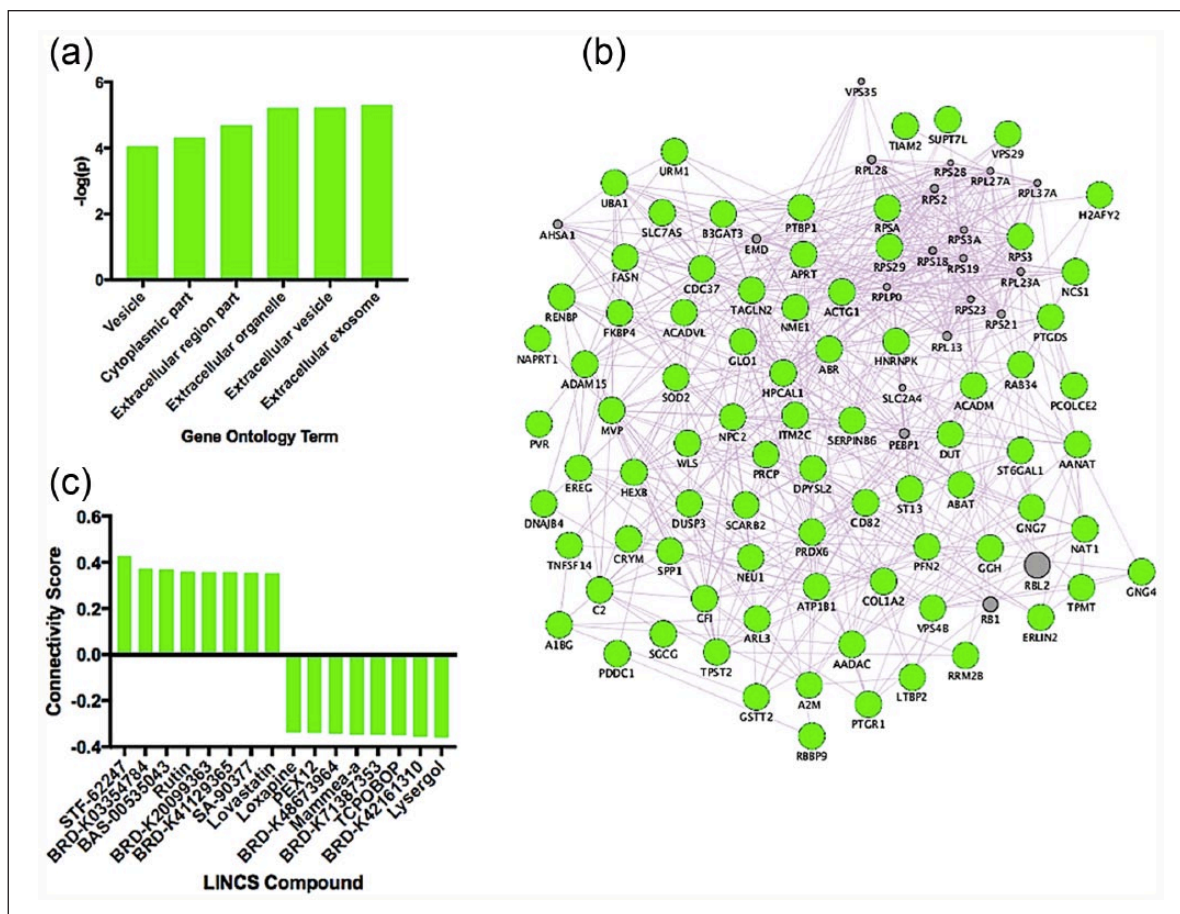 (a)
6
4
2
0
-log(p)
Vesicle
Cytoplasmic part
Extracellular region part
Extracellular organelle
Extracellular vesicle
Extracellular exosome
Gene Ontology Term
(b)
VPS35
TIAM2
SUPT7L
VPS29
URM1
RPL28
RPS28
RPL27A
RPL37A
UBA1
RPS2
H2AFY2
SLC7A5
B3GAT3
PTBP1
RPSA
AHSA1
EMD
RPS3A
RPS3
FASN
CDC37
APRT
RPS29
RPS18
RPS19
RPL23A
NCS1
RENBP
FKBP4
ACADVL
TAGLN2
NME1
ACTG1
RPLP0
RPS23
RPS21
PTGDS
NAPRT1
GLO1
ABR
HNRNPK
RPL13
ADAM15
SOD2
HPCAL1
SLC2A4
ACADM
RAB34
PCOLCE2
PVR
MVP
NPC2
ITM2C
SERPINB6
PEBP1
DUT
AANAT
WLS
PRCP
ST6GAL1
EREG
HEXB
DPYSL2
ST13
ABAT
DNAJB4
DUSP3
SCARB2
CD82
GNG7
TNFSF14
CRYM
SPP1
NEU1
PRDX6
PFN2
GGH
NAT1
RBL2
GNG4
C2
CFI
ATP1B1
COL1A2
VPS4B
RB1
TPMT
ERLIN2
A1BG
SGCG
ARL3
AADAC
PDDC1
TPST2
RRM2B
GSTT2
A2M
PTGR1
LTBP2
RBBP9
(c)
0.6
0.4
0.2
0.0
-0.2
-0.4
Connectivity Score
STF-62247
BRD-K03354784
BAS-00535043
Rutin
BRD-K20099363
BRD-K41129365
SA-90377
Lovastatin
Loxapine
PEX12
BRD-K48673964
Mammea-a
BRD-K71387353
TCPOBOP
BRD-K42161310
Lysergol
LINCS Compound